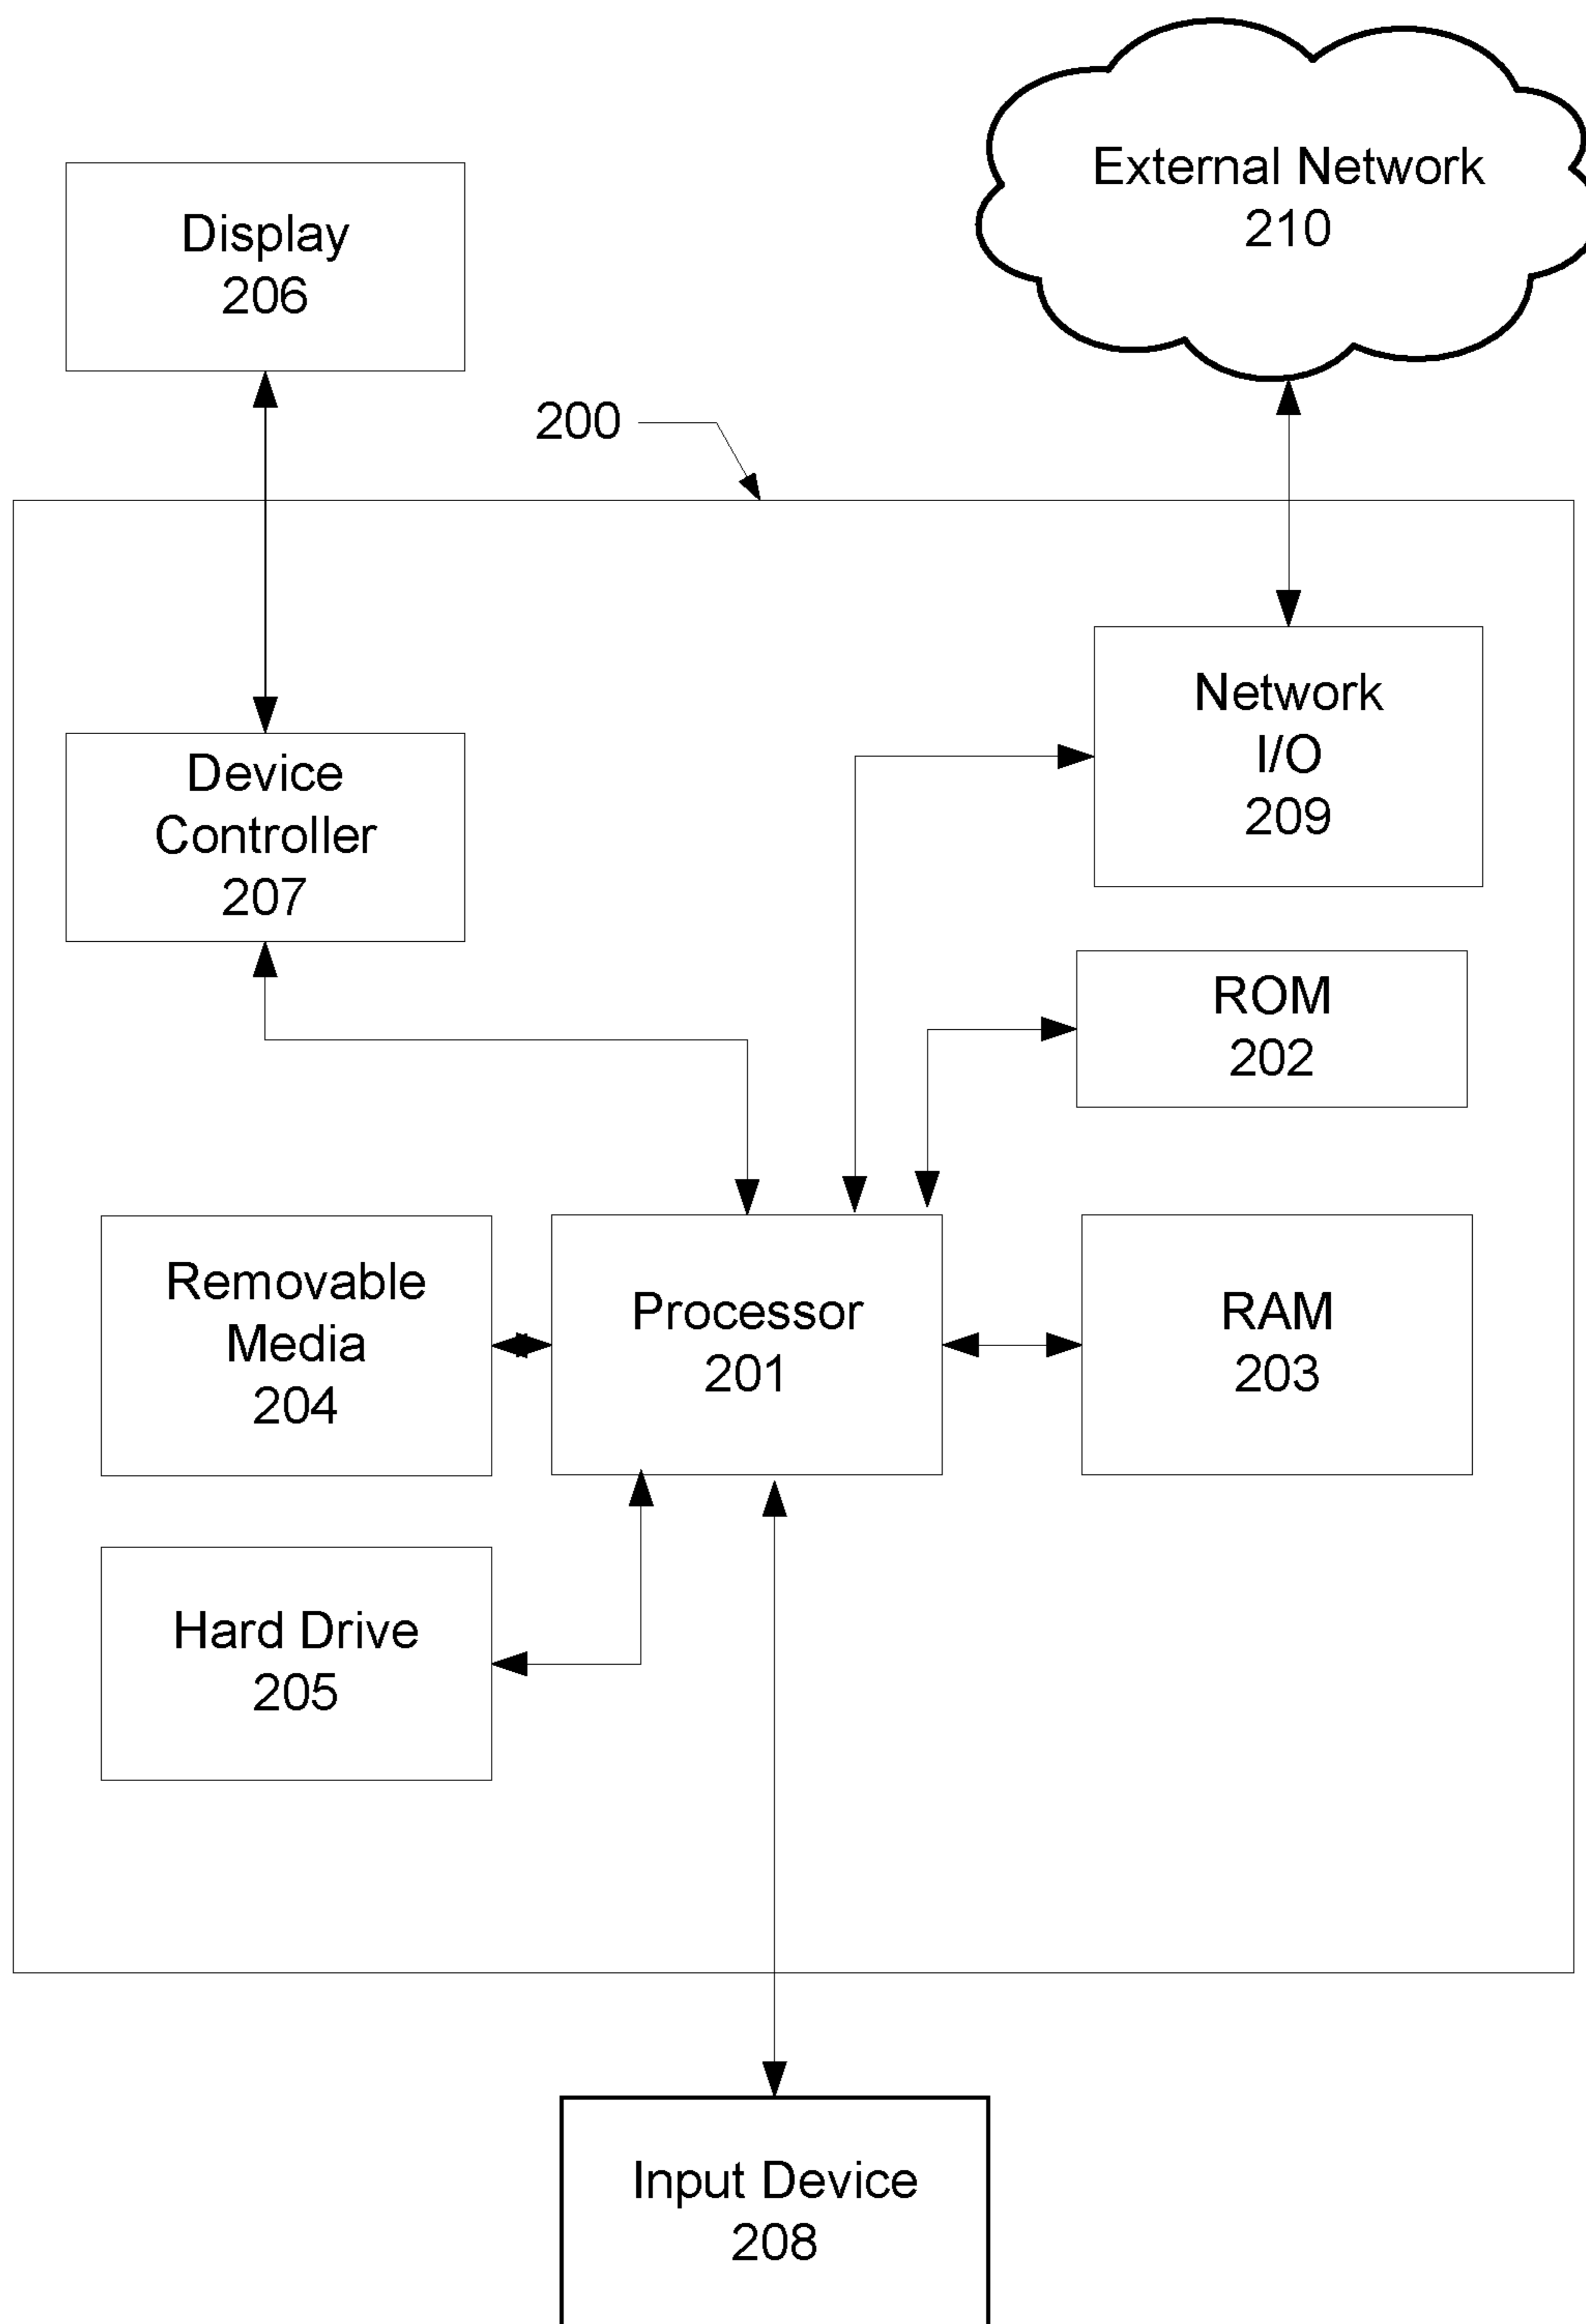 External Network
210
Display
206
200
Network
I/O
209
Device
Controller
207
ROM
202
Removable
Media
204
Processor
201
RAM
203
Hard Drive
205
Input Device
208